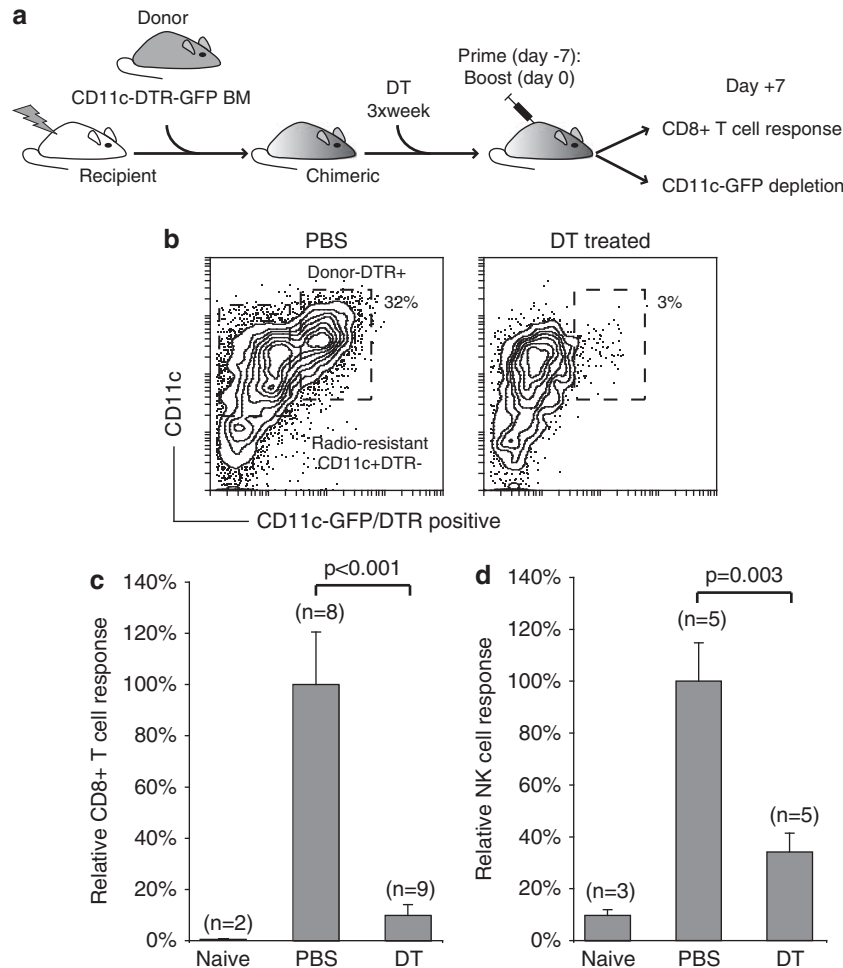 a
Donor
CD11c-DTR-GFP BM
Recipient
Chimeric
DT
3xweek
Prime (day -7):
Boost (day 0)
Day +7
CD8+ T cell response
CD11c-GFP depletion
b
PBS
DT treated
Donor-DTR+
32%
3%
Radio-resistant
CD11c+DTR-
CD11c
CD11c-GFP/DTR positive
c
Relative CD8+ T cell response
140%
120%
100%
80%
60%
40%
20%
0%
p<0.001
(n=8)
(n=9)
(n=2)
Naive
PBS
DT
d
Relative NK cell response
140%
120%
100%
80%
60%
40%
20%
0%
p=0.003
(n=5)
(n=5)
(n=3)
Naive
PBS
DT